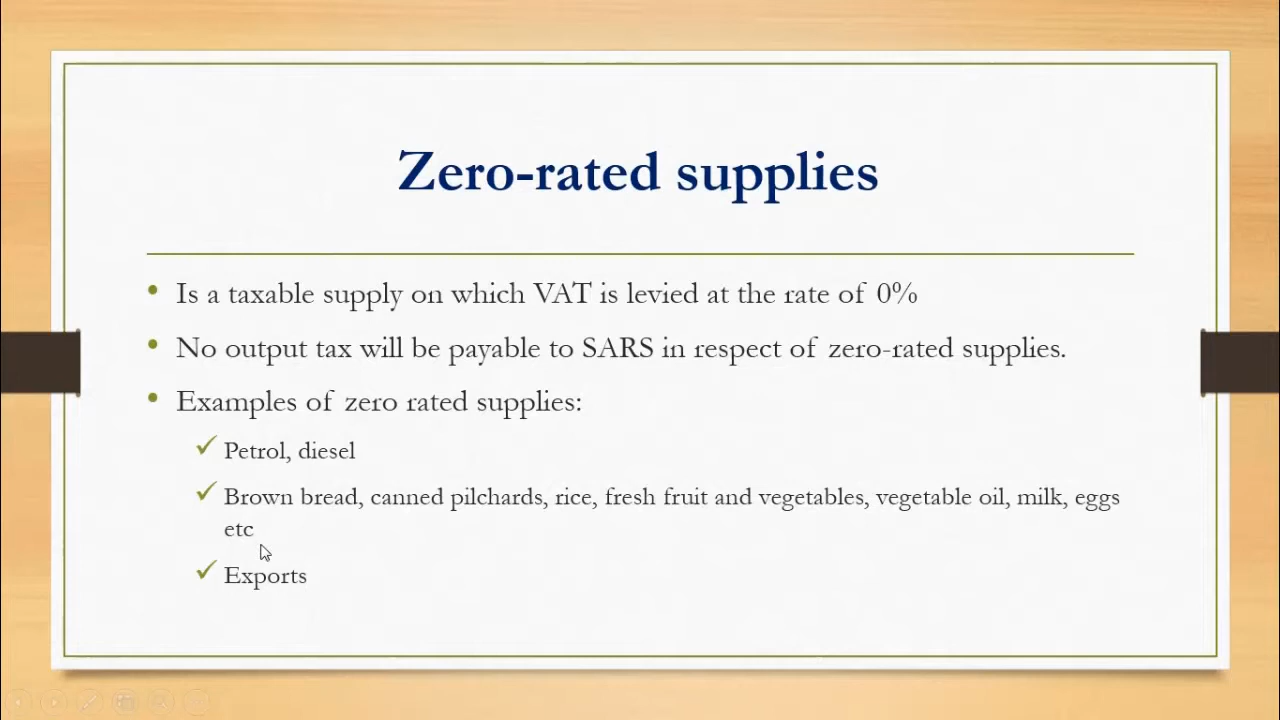 Zero-rated supplies
• Is a taxable supply on which VAT is levied at the rate of 0%
• No output tax will be payable to SARS in respect of zero-rated supplies.
• Examples of zero rated supplies:
✓ Petrol, diesel
✓ Brown bread, canned pilchards, rice, fresh fruit and vegetables, vegetable oil, milk, eggs
etc
✓ Exports